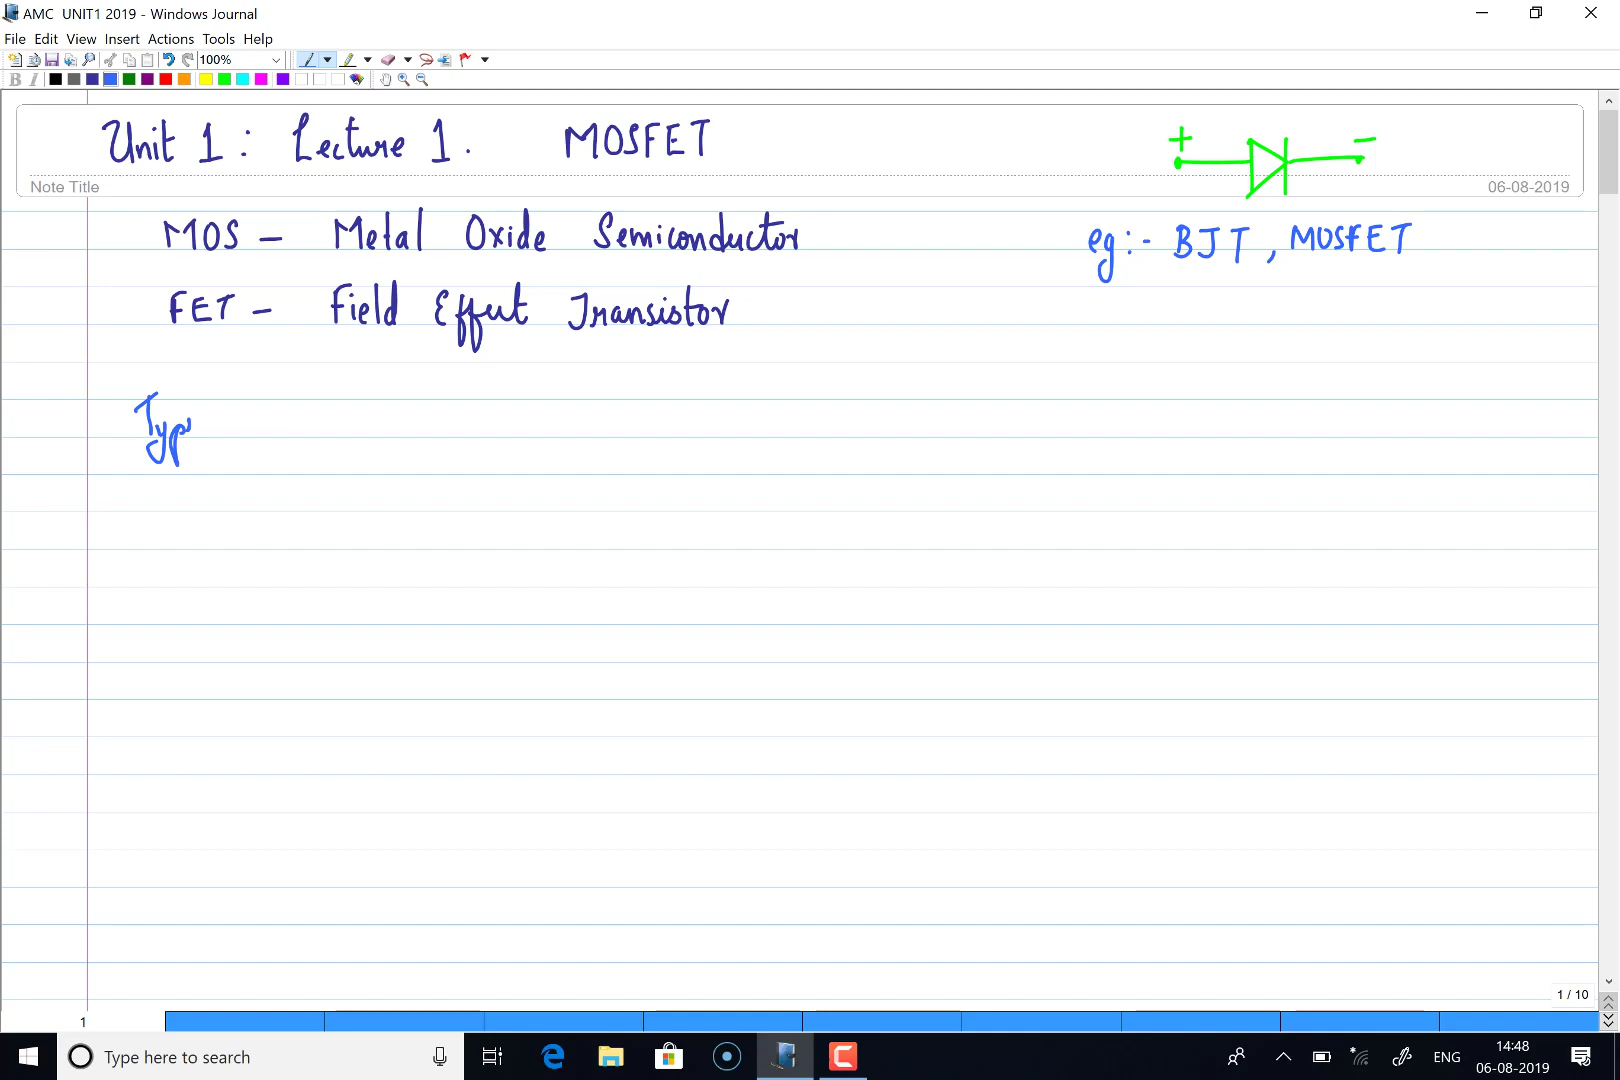 AMC UNIT1 2019 - Windows Journal
File Edit View Insert Actions Tools Help
100%
B I
Unit 1 : Lecture 1. MOSFET
+ -
Note Title
06-08-2019
MOS - Metal Oxide Semiconductor
eg:- BJT, MOSFET
FET - Field Effect Transistor
Typ
1 / 10
1
Type here to search
ENG
14:48
06-08-2019